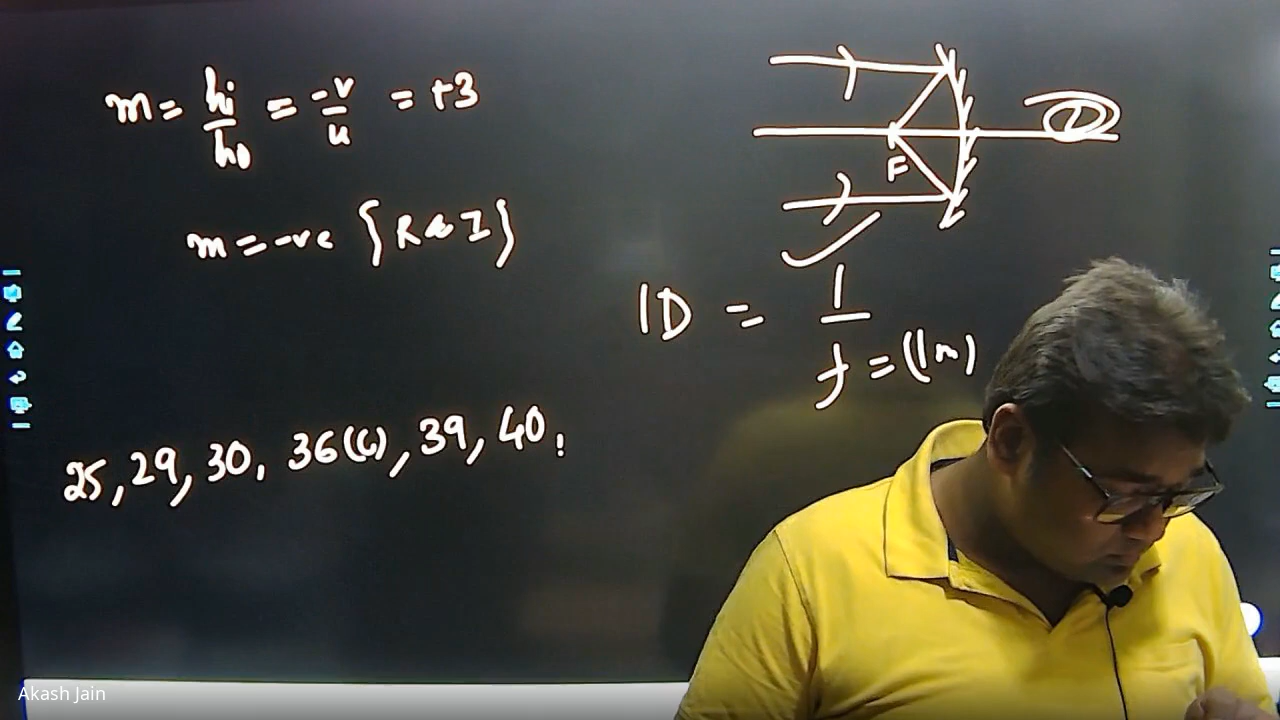 m = hi/ho = -v/u = +3
m = -ve {R & I}
F
1D = 1/f = (1m)
25, 29, 30, 36(c), 39, 40,
Akash Jain